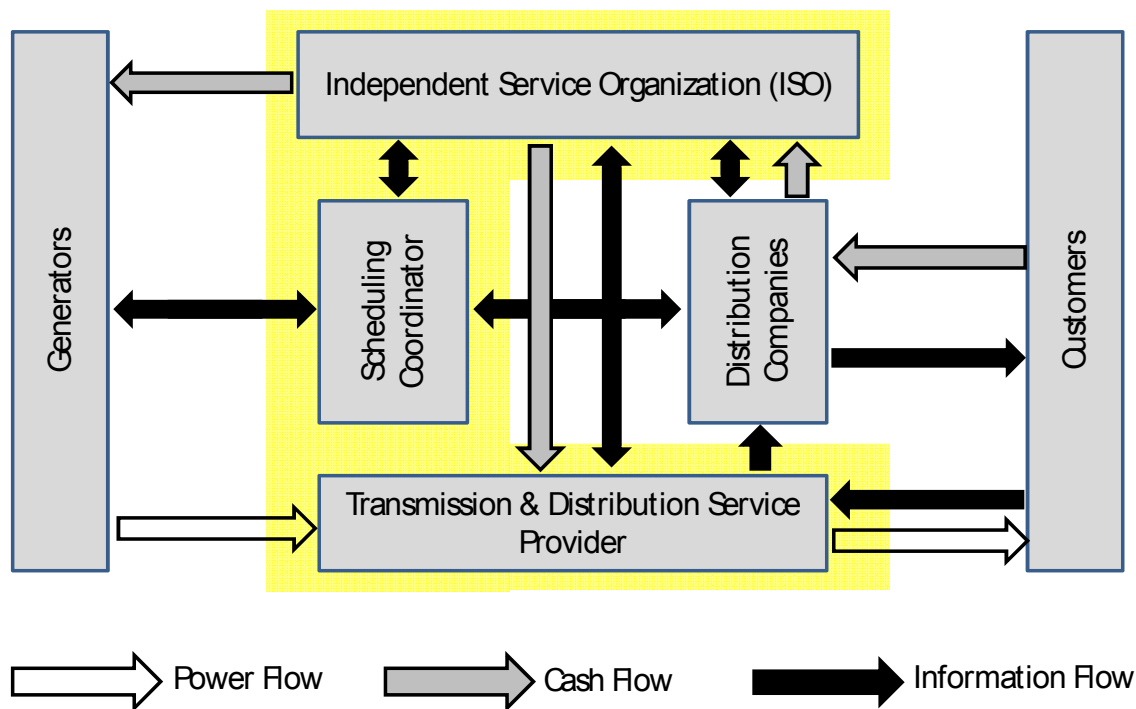 Independent Service Organization (ISO)
Generators
Scheduling
Coordinator
Distribution
Companies
Customers
Transmission & Distribution Service
Provider
Power Flow
Cash Flow
Information Flow